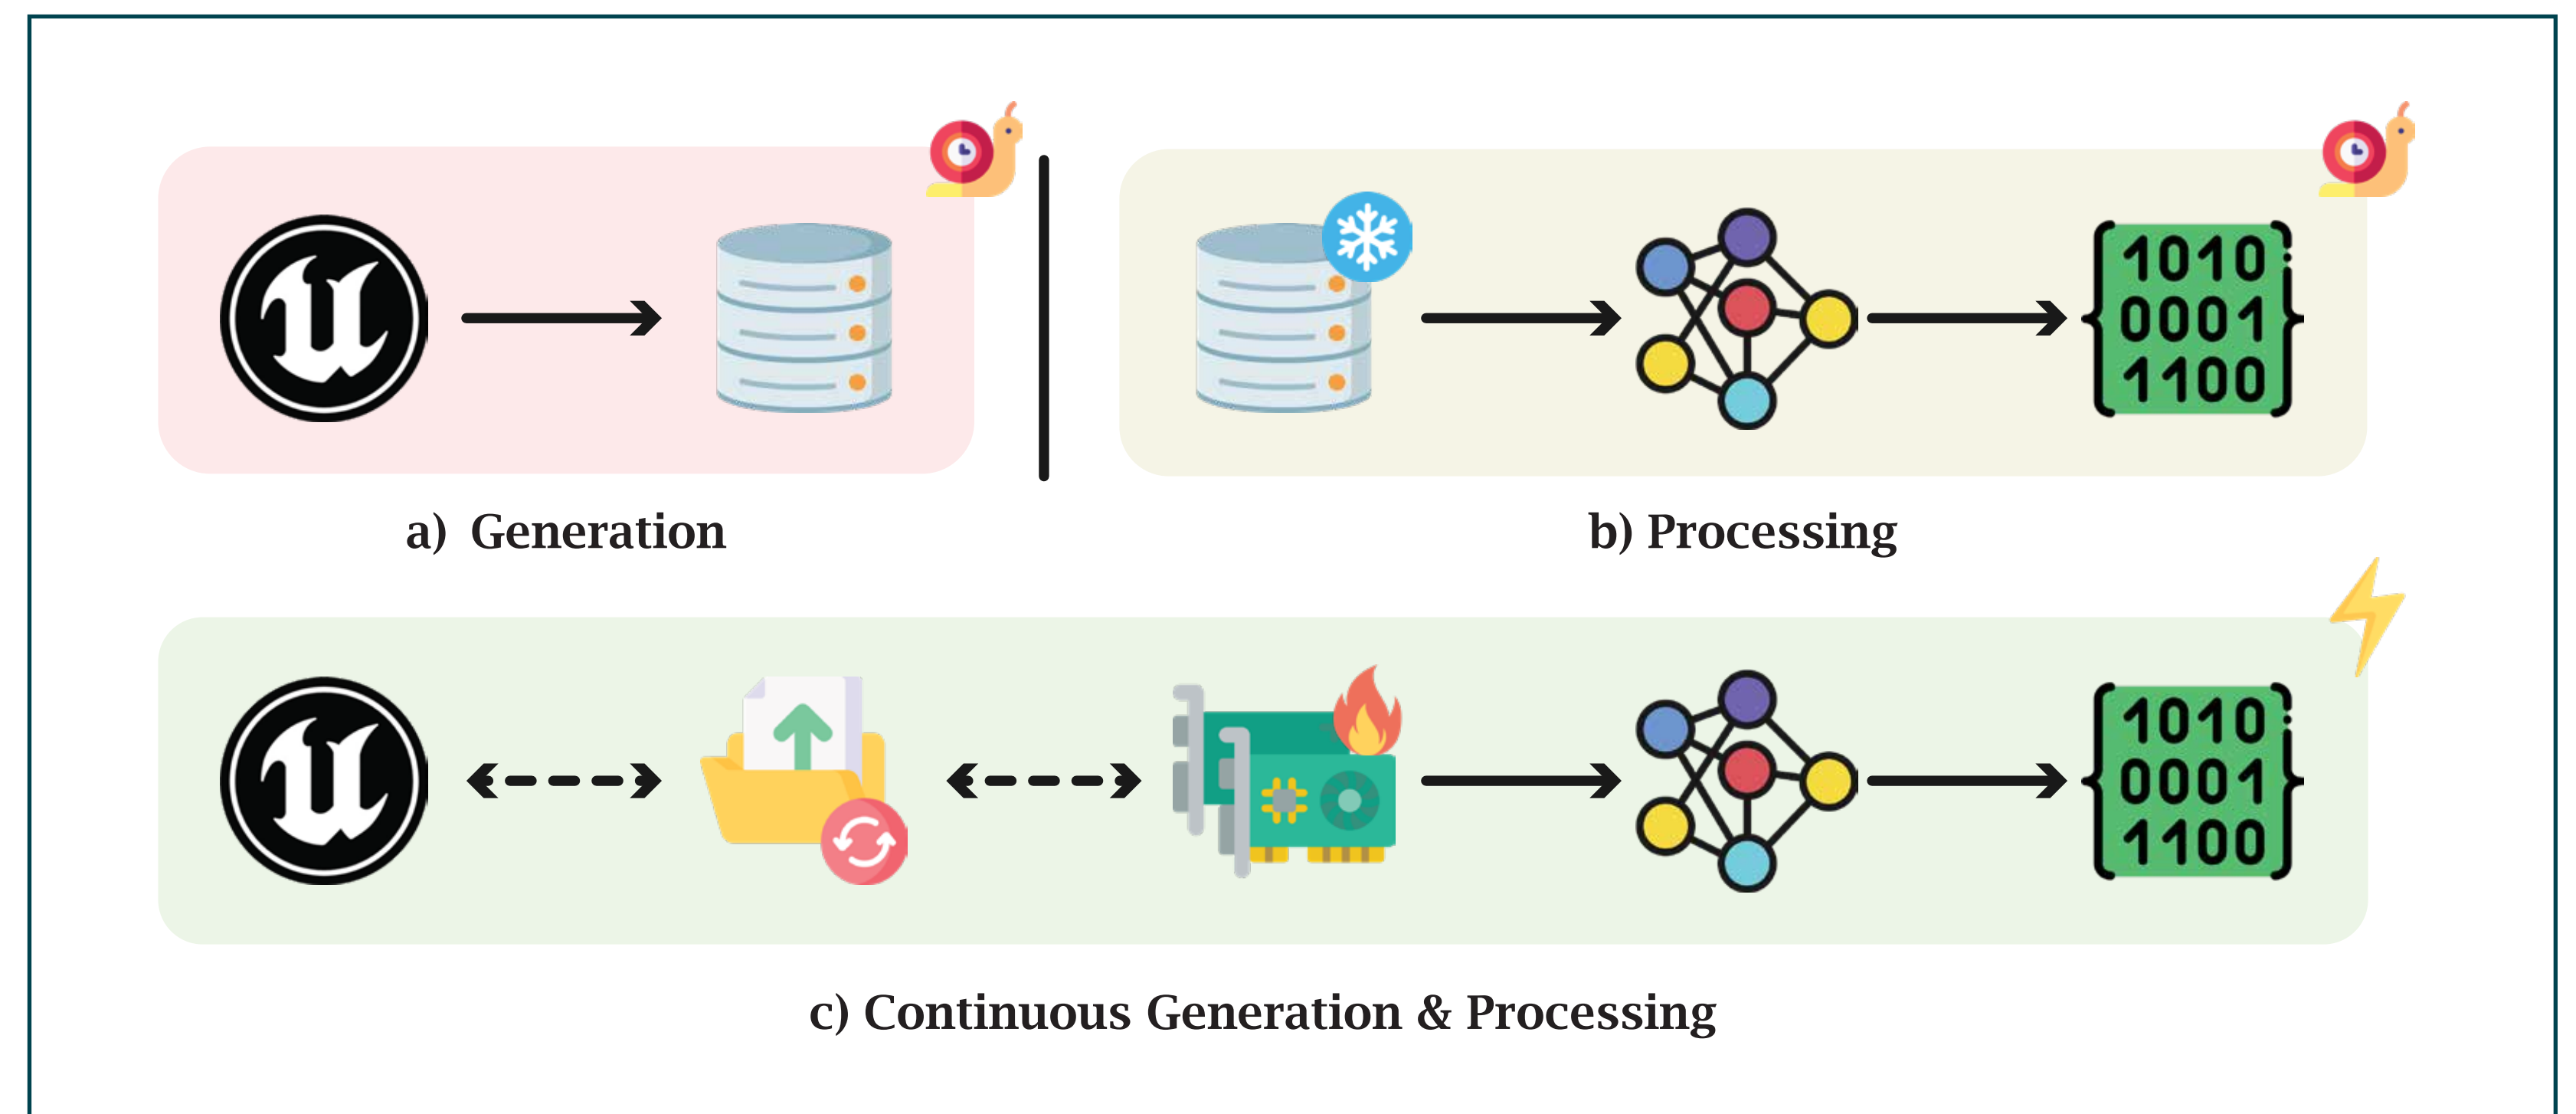 1010
0001
1100
a) Generation
b) Processing
1010
0001
1100
c) Continuous Generation & Processing